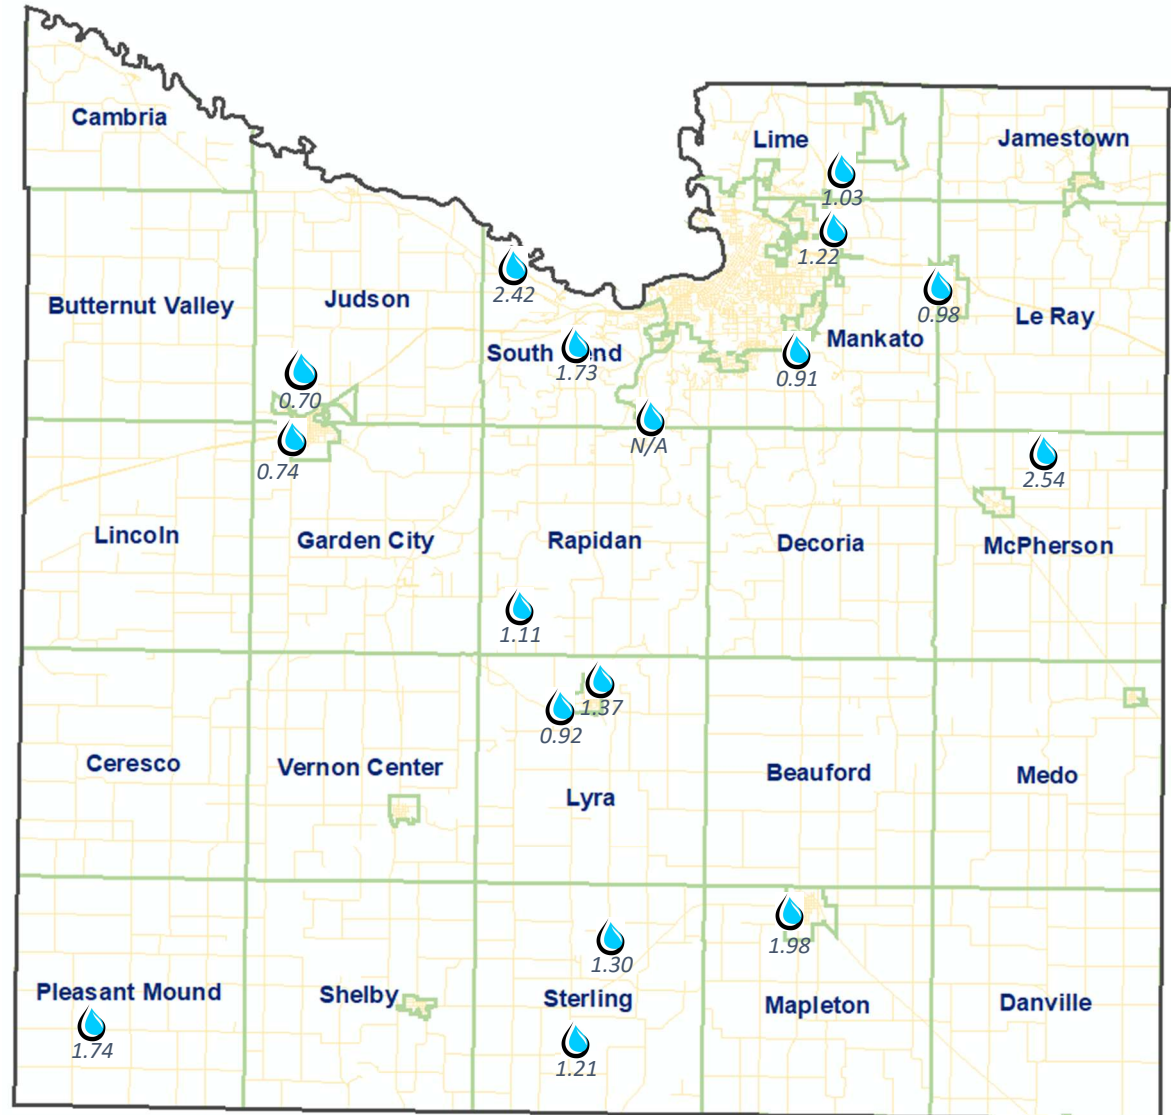 Cambria
Lime
Jamestown
1.03
1.22
Butternut Valley
Judson
2.42
0.98
Le Ray
South
nd
1.73
Mankato
0.91
0.70
N/A
0.74
2.54
Lincoln
Garden City
Rapidan
Decoria
McPherson
1.11
1.37
0.92
Ceresco
Vernon Center
Lyra
Beauford
Medo
1.98
1.30
Pleasant Mound
Shelby
Sterling
Mapleton
Danville
1.74
1.21